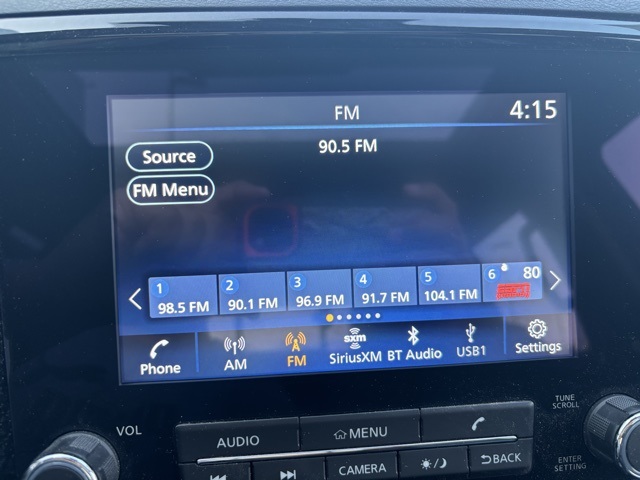 FM 4:15
90.5 FM
Source
FM Menu
1 98.5 FM
2 90.1 FM
3 96.9 FM
4 91.7 FM
5 104.1 FM
6 80
Phone
AM
FM
sxm
SiriusXM
BT Audio
USB1
Settings
VOL
AUDIO
MENU
CAMERA
BACK
TUNE
SCROLL
ENTER
SETTING